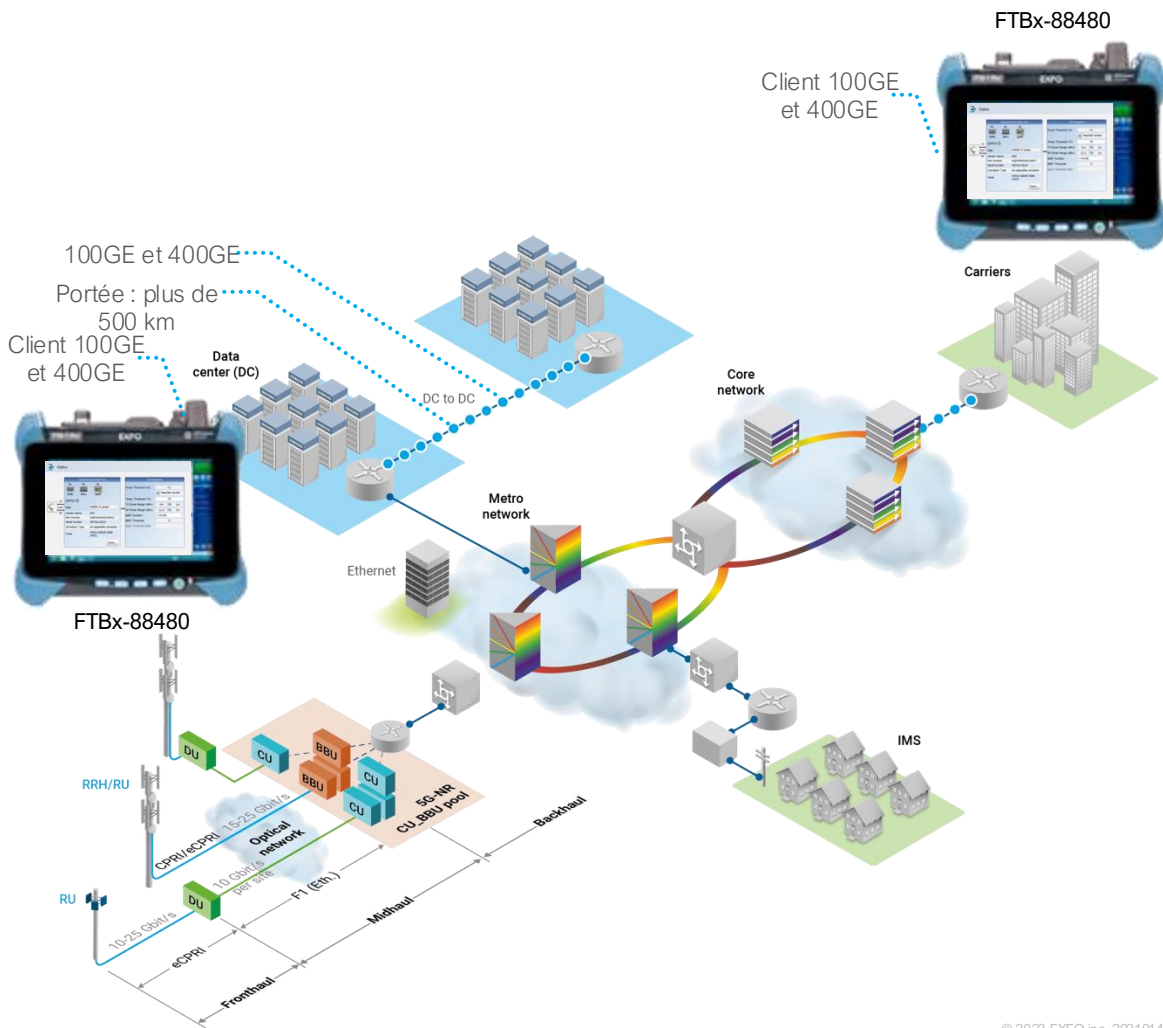 FTBx-88480
EXFO
Client 100GE
et 400GE
100GE et 400GE
Portée : plus de
500 km
Client 100GE
et 400GE
Carriers
Data
center (DC)
DC to DC
Core
network
EXFO
Metro
network
Ethernet
FTBx-88480
DU
CU
BBU
BBU
CU
CU
RRH/RU
5G-NR
CU_BBU pool
IMS
CPRI/eCPRI
15-25 Gbit/s
Optical
network
Backhaul
10 Gbit/s
per site
F1 (Eth.)
Midhaul
RU
DU
10-25 Gbit/s
eCPRI
Fronthaul